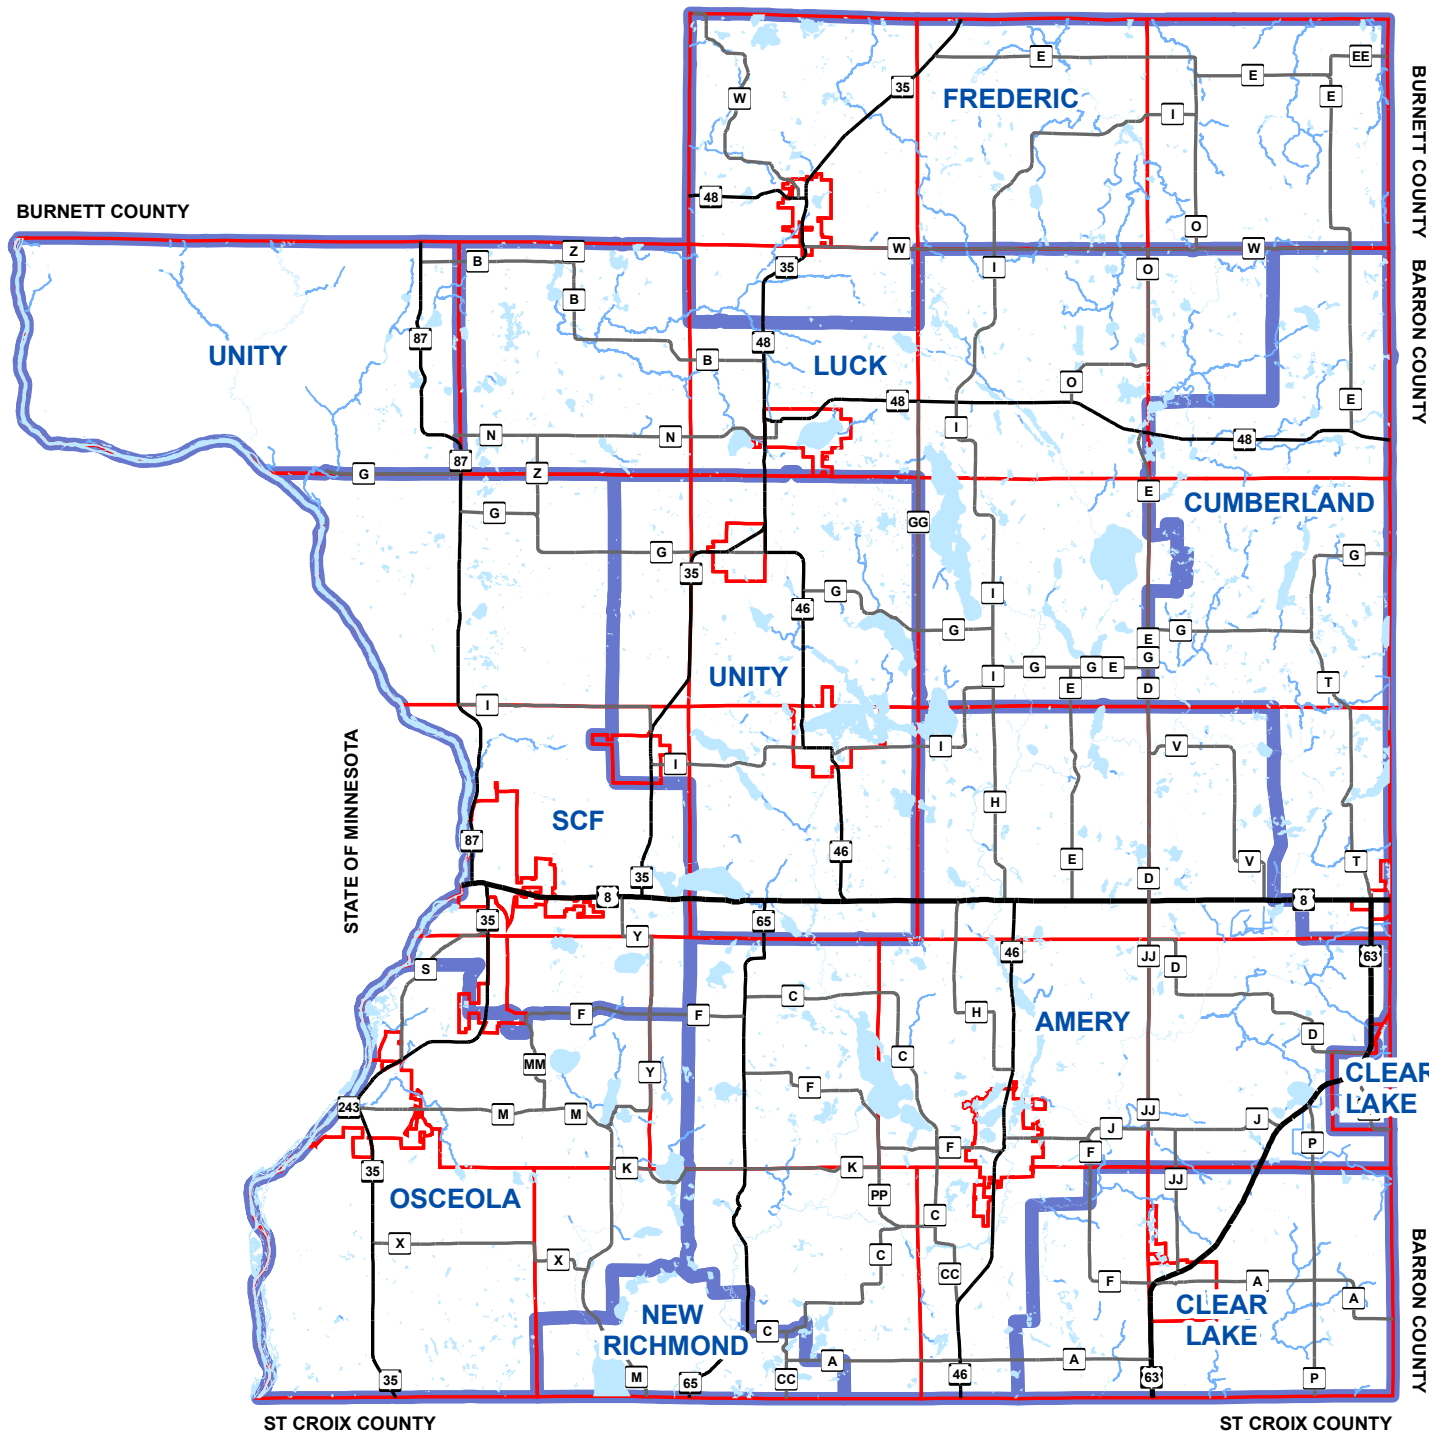 E
EE
E
E
W
35
FREDERIC
I
BURNETT COUNTY
48
BURNETT COUNTY
O
W
W
Z
B
35
I
O
B
BARRON COUNTY
87
48
UNITY
B
LUCK
O
48
I
E
N
N
48
87
G
Z
E
CUMBERLAND
G
GG
G
35
G
G
46
I
G
E
G
G
UNITY
G
G
E
I
E
D
T
I
STATE OF MINNESOTA
I
V
I
H
SCF
87
46
E
V
T
35
D
8
8
35
65
Y
46
JJ
D
63
S
C
F
F
H
AMERY
D
C
MM
Y
F
CLEAR
LAKE
243
M
M
JJ
J
J
P
F
F
K
K
35
JJ
OSCEOLA
PP
C
X
C
X
CC
F
A
A
NEW
RICHMOND
CLEAR
LAKE
C
BARRON COUNTY
A
A
M
65
CC
46
63
P
35
ST CROIX COUNTY
ST CROIX COUNTY